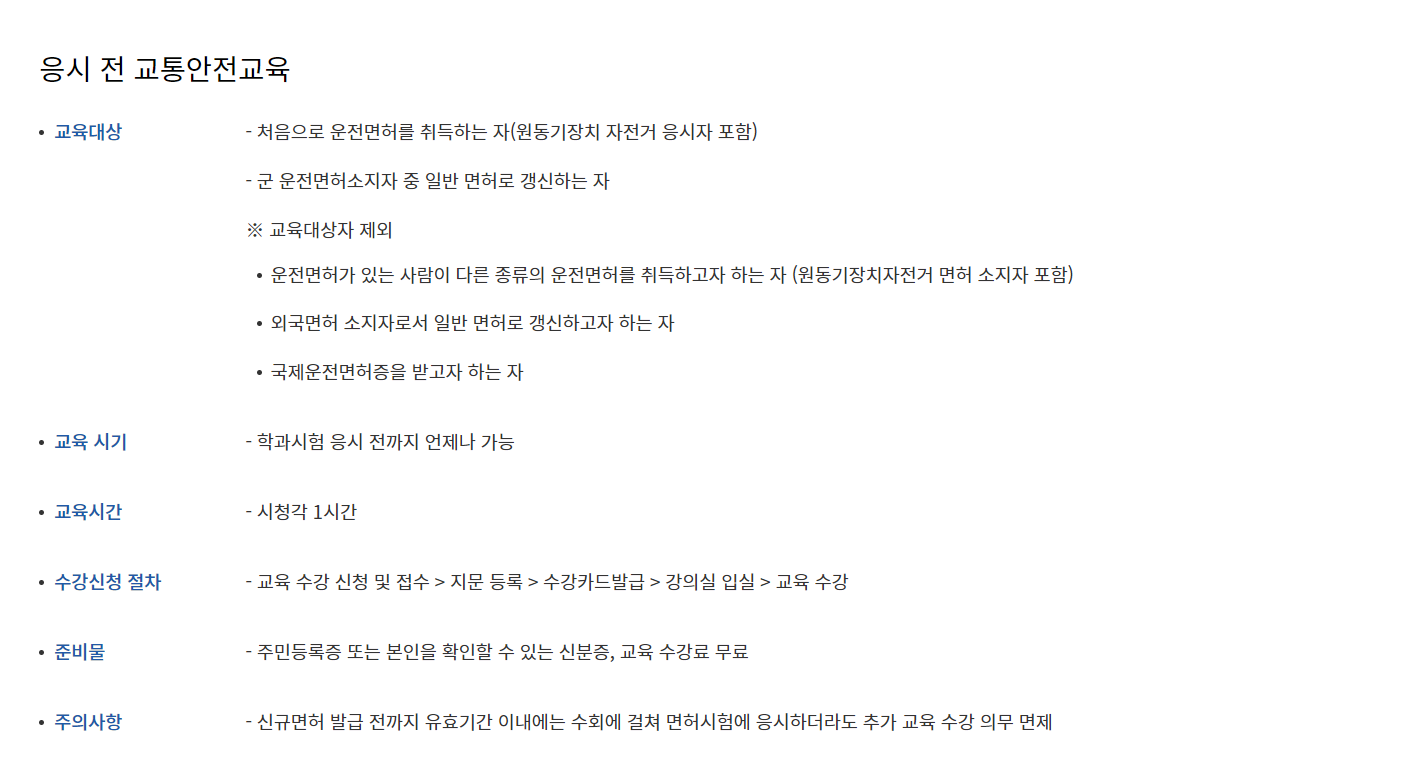 응시 전 교통안전교육
• 교육대상 - 처음으로 운전면허를 취득하는 자(원동기장치 자전거 응시자 포함)
- 군 운전면허소지자 중 일반 면허로 갱신하는 자
※ 교육대상자 제외
• 운전면허가 있는 사람이 다른 종류의 운전면허를 취득하고자 하는 자 (원동기장치자전거 면허 소지자 포함)
• 외국면허 소지자로서 일반 면허로 갱신하고자 하는 자
• 국제운전면허증을 받고자 하는 자
• 교육 시기 - 학과시험 응시 전까지 언제나 가능
• 교육시간 - 시청각 1시간
• 수강신청 절차 - 교육 수강 신청 및 접수 > 지문 등록 > 수강카드발급 > 강의실 입실 > 교육 수강
• 준비물 - 주민등록증 또는 본인을 확인할 수 있는 신분증, 교육 수강료 무료
• 주의사항 - 신규면허 발급 전까지 유효기간 이내에는 수회에 걸쳐 면허시험에 응시하더라도 추가 교육 수강 의무 면제